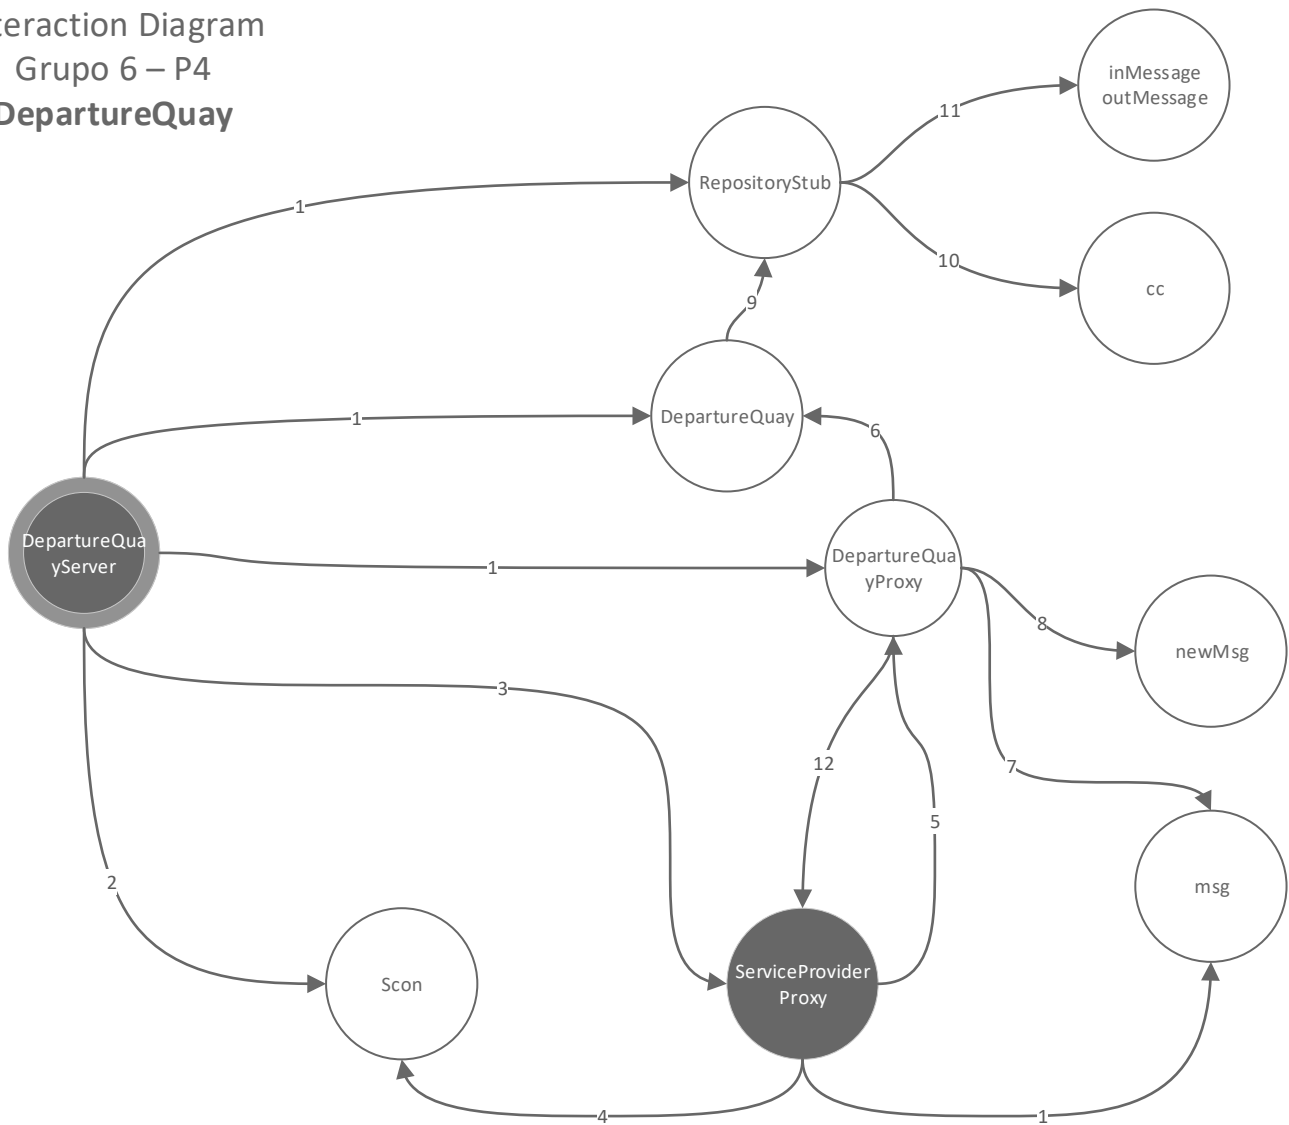 teraction Diagram
Grupo 6 – P4
DepartureQuay
inMessage
outMessage
11
RepositoryStub
1
10
cc
9
1
DepartureQuay
6
DepartureQua
yServer
1
DepartureQua
yProxy
8
newMsg
3
12
7
5
2
msg
Scon
ServiceProvider
Proxy
4
1